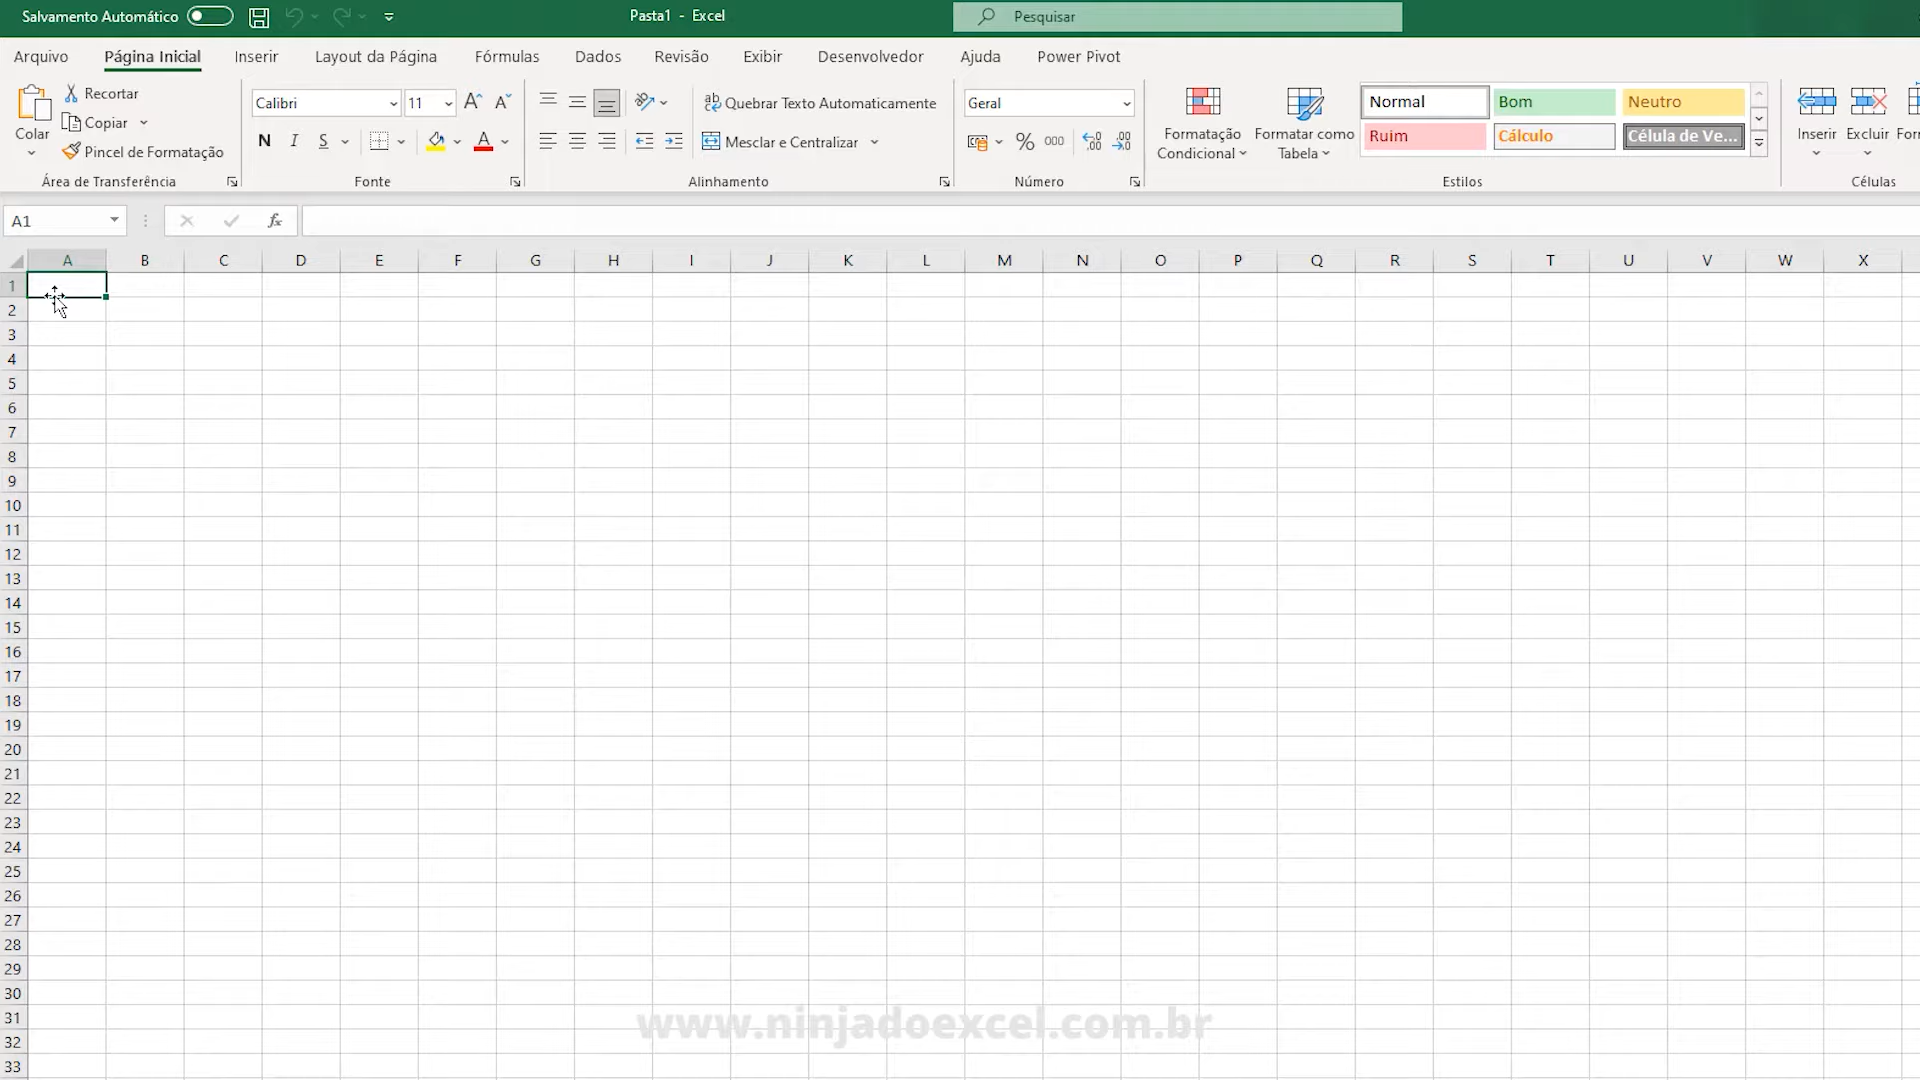 Salvamento Automático
Pasta1 - Excel
Pesquisar
Arquivo Página Inicial Inserir Layout da Página Fórmulas Dados Revisão Exibir Desenvolvedor Ajuda Power Pivot
Colar
Recortar
Copiar
Pincel de Formatação
Área de Transferência
Calibri 11
N I S
Fonte
Quebrar Texto Automaticamente
Mesclar e Centralizar
Alinhamento
Geral
% 000
Número
Formatação
Condicional
Formatar como
Tabela
Normal Bom Neutro
Ruim Cálculo Célula de Ve...
Estilos
Inserir Excluir Forn
Células
A1
fx
A B C D E F G H I J K L M N O P Q R S T U V W X
1
2
3
4
5
6
7
8
9
10
11
12
13
14
15
16
17
18
19
20
21
22
23
24
25
26
27
28
29
30
31
32
33
www.ninjadoexcel.com.br